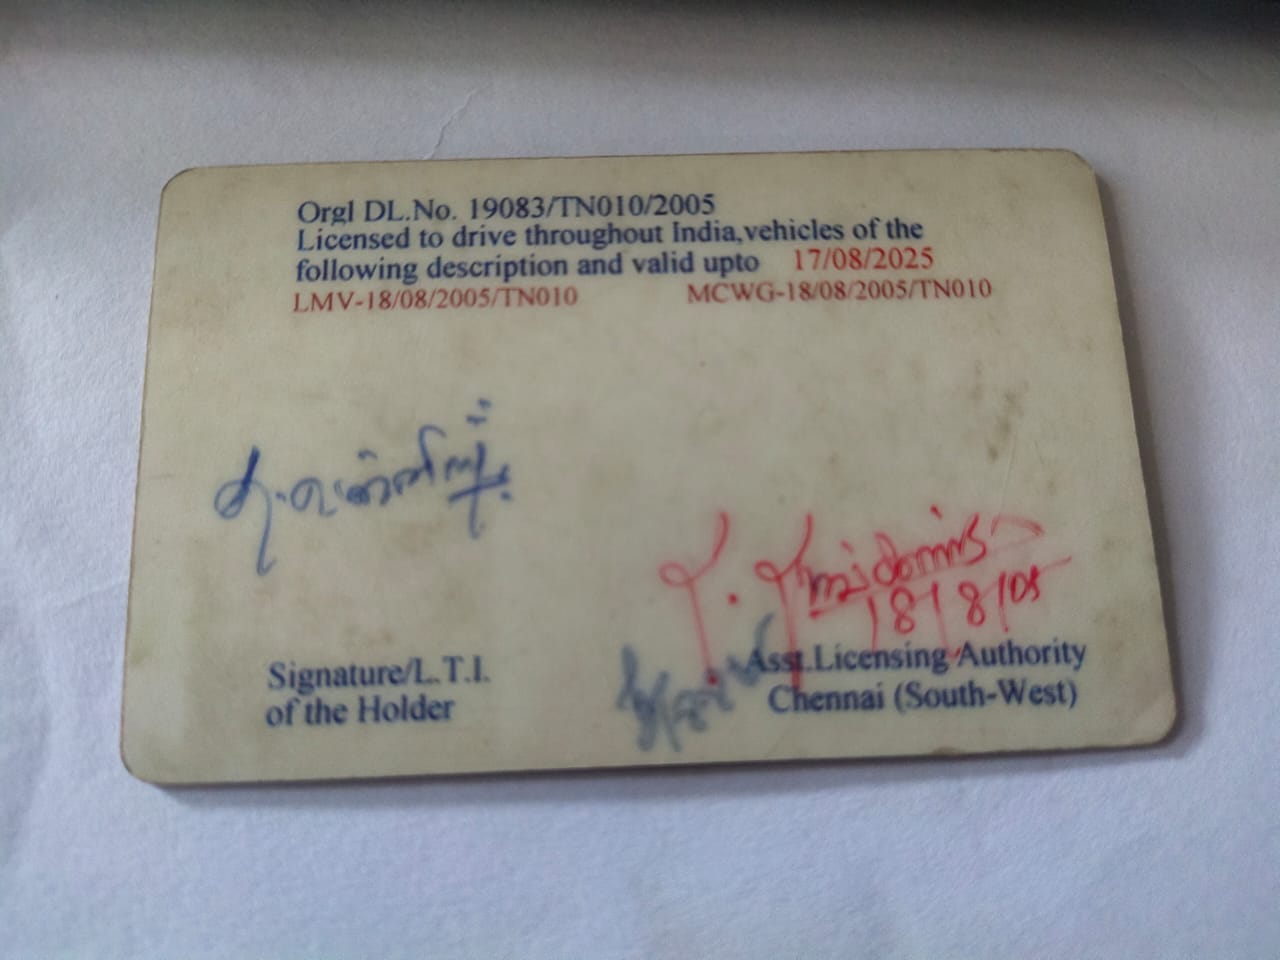 Orgl DL.No. 19083/TN010/2005
Licensed to drive throughout India,vehicles of the
following description and valid upto 17/08/2025
LMV-18/08/2005/TN010 MCWG-18/08/2005/TN010
18/8/05
Signature/L.T.I.
of the Holder
Asst.Licensing Authority
Chennai (South-West)